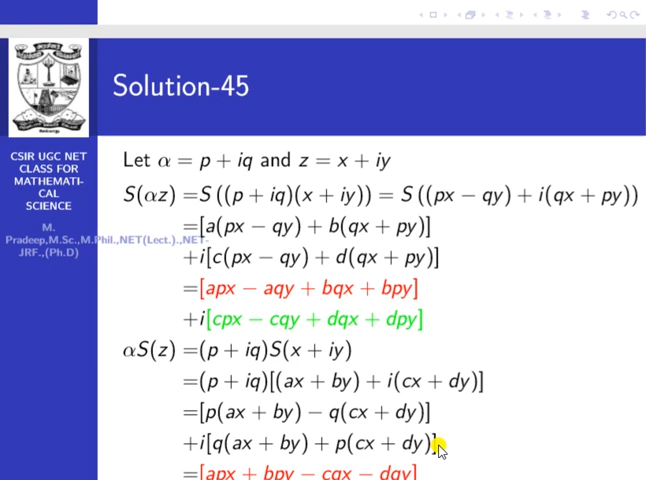 Solution-45
CSIR UGC NET
CLASS FOR
MATHEMATI-
CAL
SCIENCE
M.
Pradeep,M.Sc.,M.Phil.,NET(Lect.).,NET-
JRF.,(Ph.D)
Let α = p + iq and z = x + iy
S(αz) =S ((p + iq)(x + iy)) = S ((px − qy) + i(qx + py))
=[a(px − qy) + b(qx + py)]
+i[c(px − qy) + d(qx + py)]
=[apx − aqy + bqx + bpy]
+i[cpx − cqy + dqx + dpy]
αS(z) =(p + iq)S(x + iy)
=(p + iq)[(ax + by) + i(cx + dy)]
=[p(ax + by) − q(cx + dy)]
+i[q(ax + by) + p(cx + dy)]
=[apx + bpy − cqx − dqy]